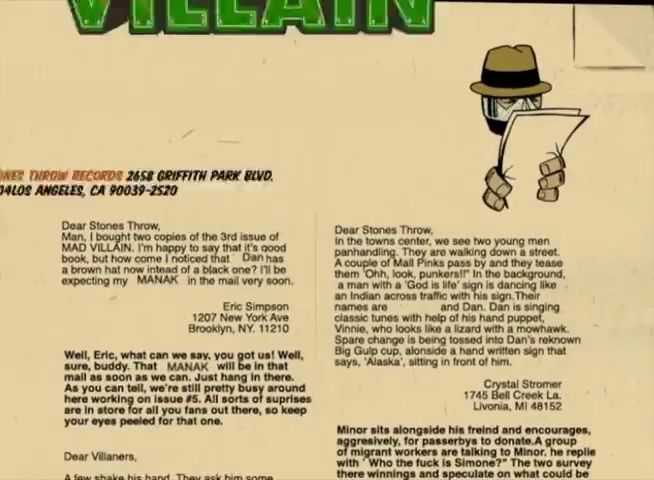 VILLAIN
ONES THROW RECORDS 2658 GRIFFITH PARK BLVD.
04LOS ANGELES, CA 90039-2520
Dear Stones Throw,
Man, I bought two copies of the 3rd issue of
MAD VILLAIN. I'm happy to say that it's good
book, but how come I noticed that Dan has
a brown hat now intead of a black one? I'll be
expecting my MANAK in the mail very soon.
Eric Simpson
1207 New York Ave
Brooklyn, NY. 11210
Well, Eric, what can we say, you got us! Well,
sure, buddy. That MANAK will be in that
mail as soon as we can. Just hang in there.
As you can tell, we're still pretty busy around
here working on issue #5. All sorts of suprises
are in store for all you fans out there, so keep
your eyes peeled for that one.
Dear Villaners,
A few shake his hand. They ask him some
Dear Stones Throw,
In the towns center, we see two young men
panhandling. They are walking down a street.
A couple of Mall Pinks pass by and they tease
them 'Ohh, look, punkers!!" In the background,
a man with a 'God is life' sign is dancing like
an Indian across traffic with his sign.Their
names are and Dan. Dan is singing
classic tunes with help of his hand puppet,
Vinnie, who looks like a lizard with a mowhawk.
Spare change is being tossed into Dan's reknown
Big Gulp cup, alonside a hand written sign that
says, 'Alaska', sitting in front of him.
Crystal Stromer
1745 Bell Creek La.
Livonia, MI 48152
Minor sits alongside his freind and encourages,
aggresively, for passerbys to donate.A group
of migrant workers are talking to Minor. he replie
with ' Who the fuck is Simone?" The two survey
there winnings and speculate on what could be